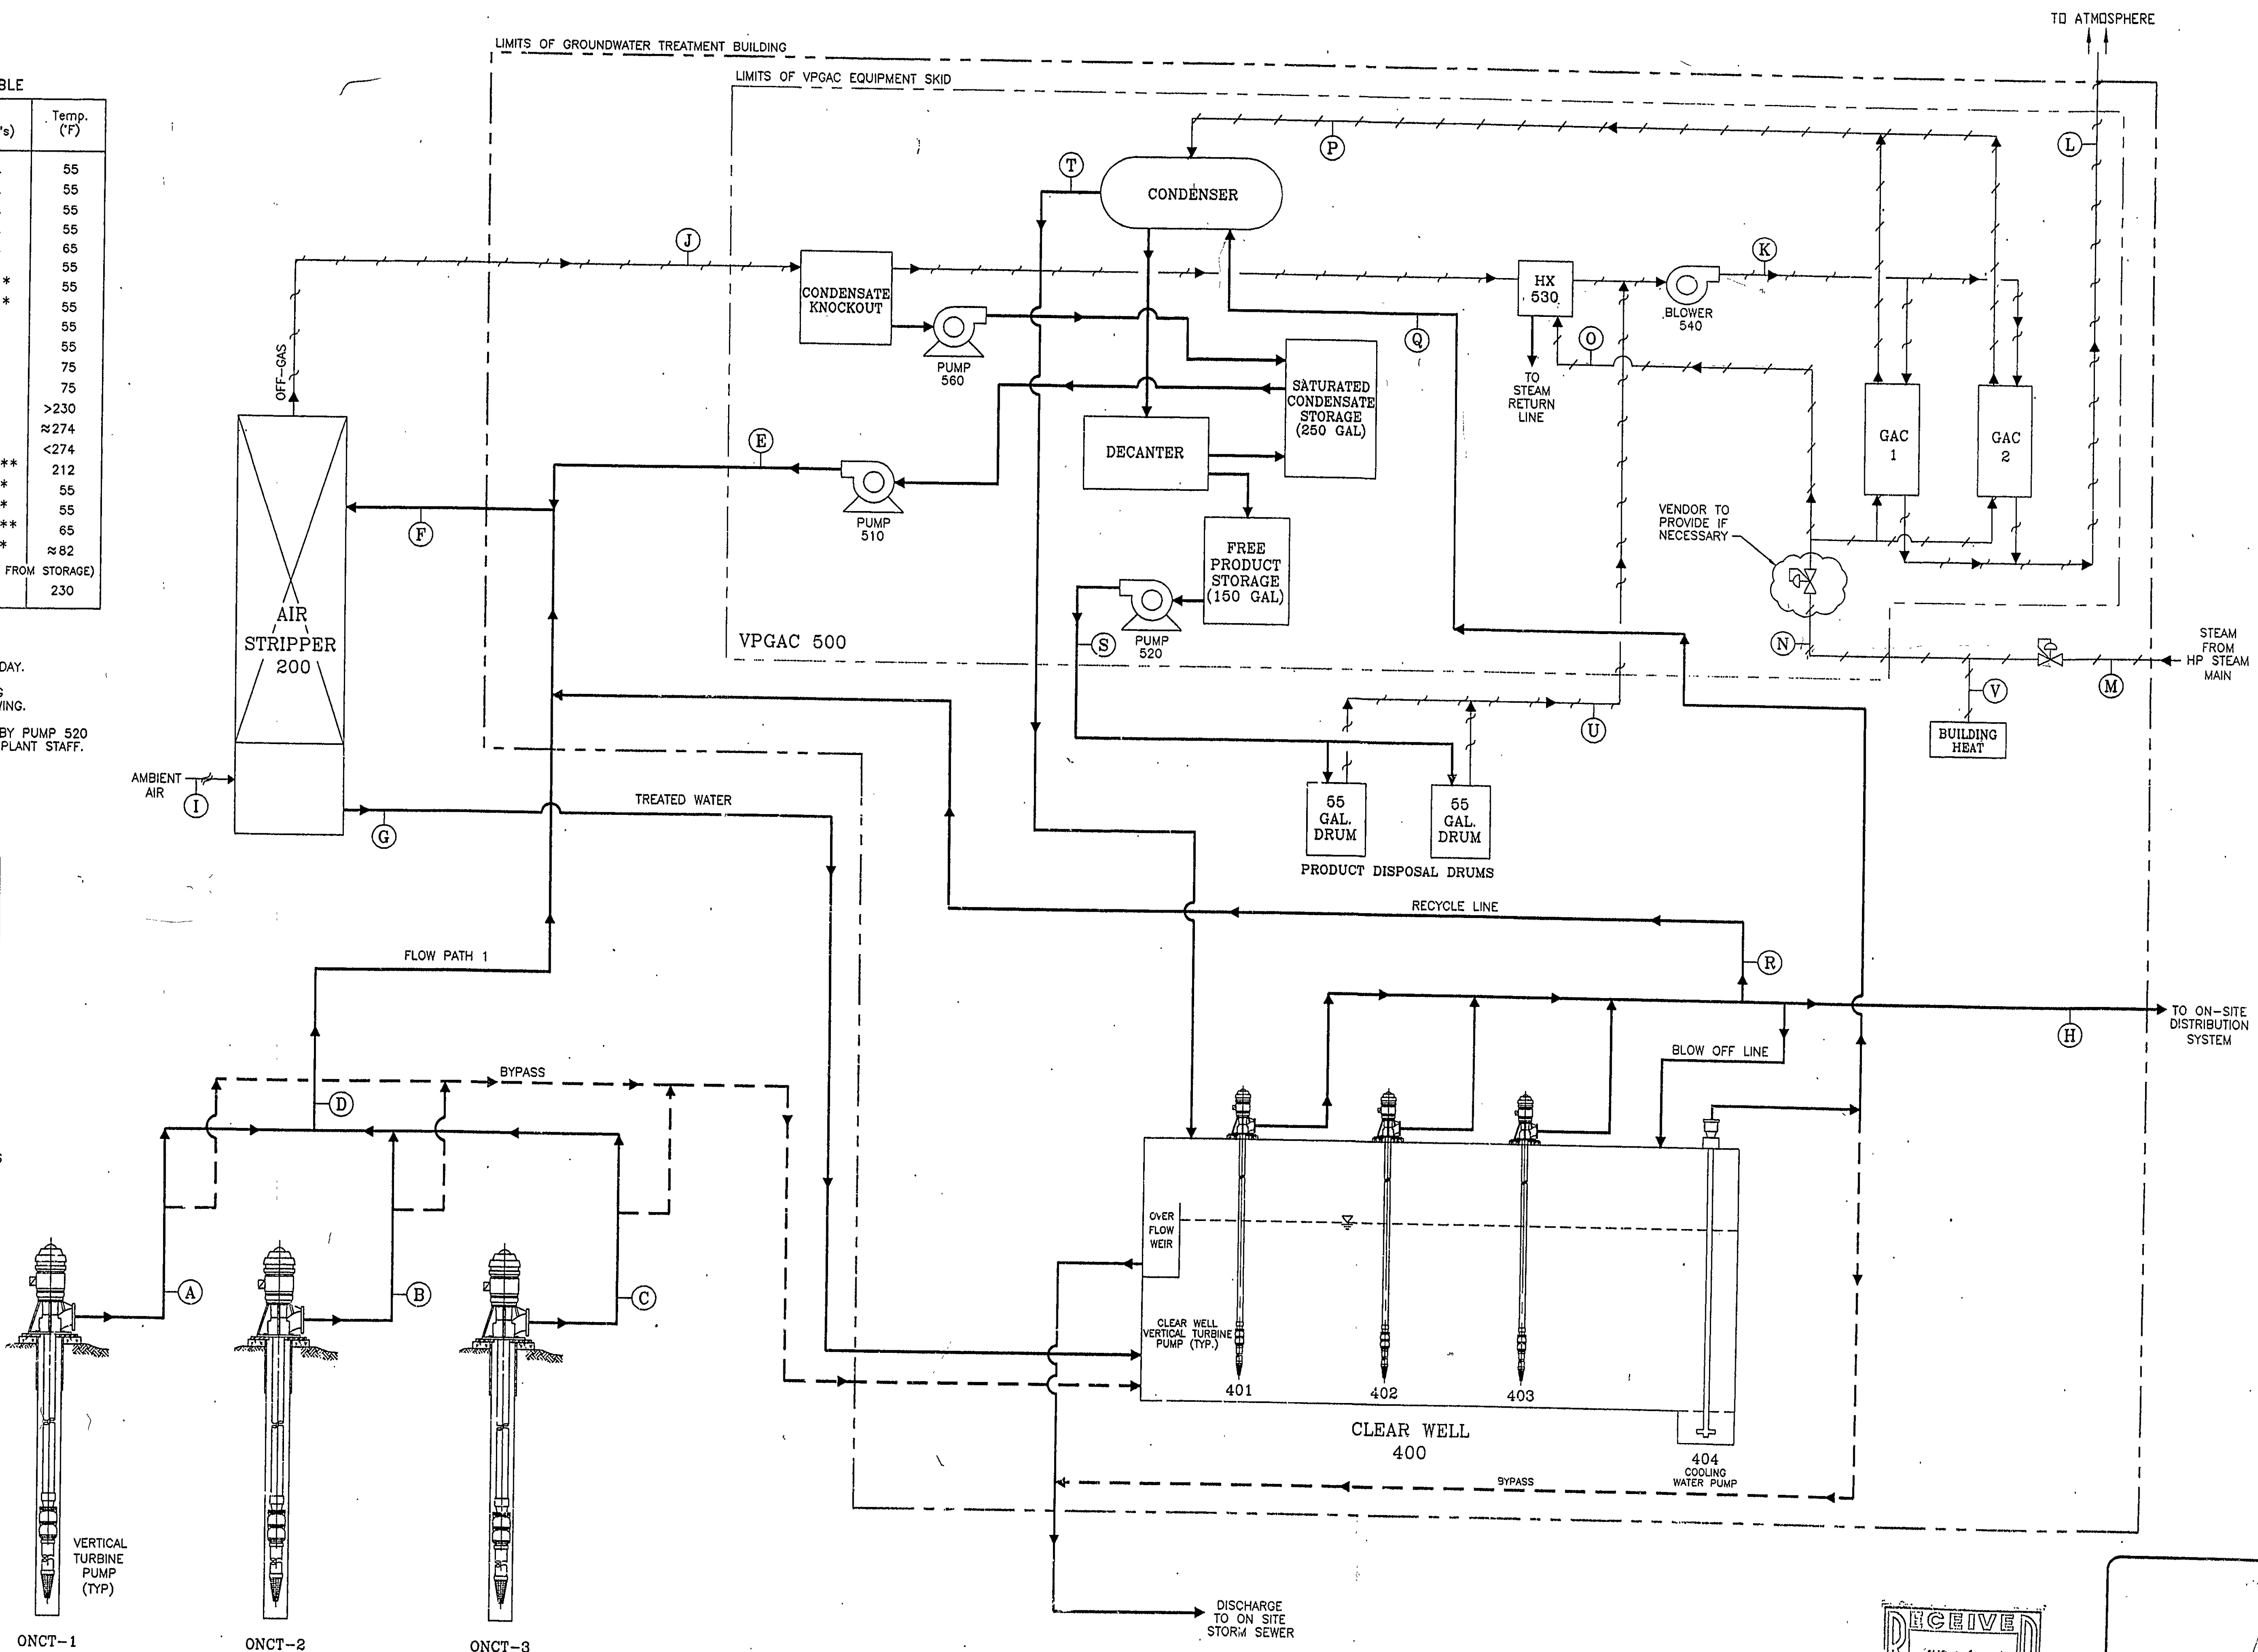 TO ATMOSPHERE
LIMITS OF GROUNDWATER TREATMENT BUILDING
LIMITS OF VPGAC EQUIPMENT SKID
BLE
's)
Temp.
(°F)
55
55
55
55
65
55
*
55
*
55
55
55
75
75
>230
≈274
<274
**
212
*
55
*
55
**
65
*
≈82
FROM STORAGE)
230
DAY.
G
WING.
BY PUMP 520
PLANT STAFF.
L
P
T
CONDENSER
J
K
CONDENSATE
KNOCKOUT
HX
530
BLOWER
540
OFF-GAS
PUMP
560
Q
O
TO
STEAM
RETURN
LINE
SATURATED
CONDENSATE
STORAGE
(250 GAL)
GAC
1
GAC
2
E
DECANTER
PUMP
510
F
VENDOR TO
PROVIDE IF
NECESSARY
FREE
PRODUCT
STORAGE
(150 GAL)
AIR
STRIPPER
200
VPGAC 500
S
PUMP
520
N
STEAM
FROM
HP STEAM
MAIN
M
V
U
BUILDING
HEAT
AMBIENT
AIR
I
TREATED WATER
G
55
GAL.
DRUM
55
GAL.
DRUM
PRODUCT DISPOSAL DRUMS
RECYCLE LINE
FLOW PATH 1
R
TO ON-SITE
DISTRIBUTION
SYSTEM
H
BLOW OFF LINE
BYPASS
D
OVER
FLOW
WEIR
A
B
C
CLEAR WELL
VERTICAL TURBINE
PUMP (TYP.)
401
402
403
CLEAR WELL
400
404
COOLING
WATER PUMP
BYPASS
VERTICAL
TURBINE
PUMP
(TYP)
DISCHARGE
TO ON SITE
STORM SEWER
RECEIVED
ONCT-1
ONCT-2
ONCT-3